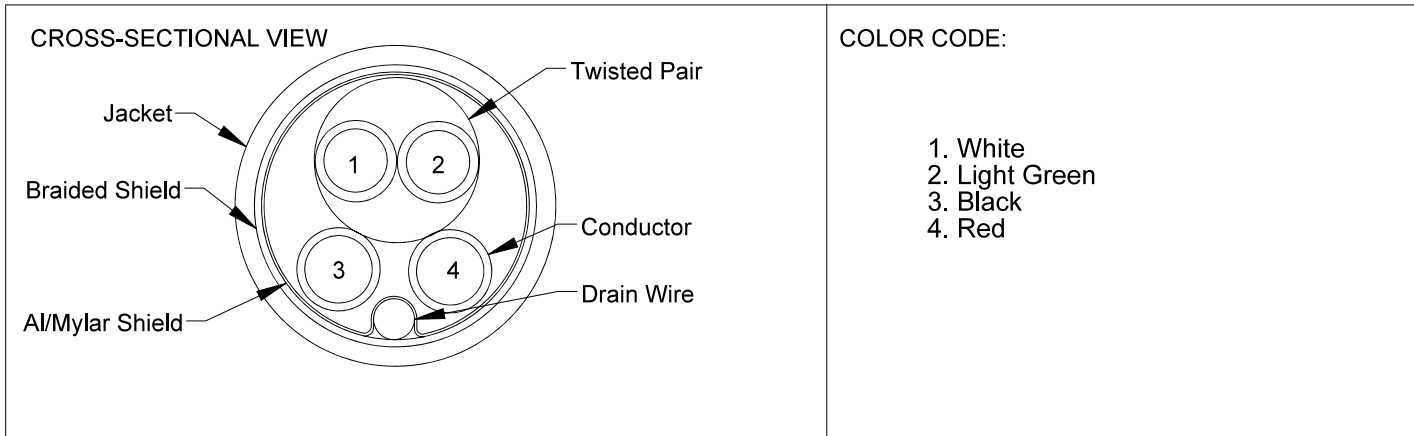 CROSS-SECTIONAL VIEW
Twisted Pair
Jacket
1
2
Braided Shield
Conductor
3
4
Drain Wire
Al/Mylar Shield
COLOR CODE:
1. White
2. Light Green
3. Black
4. Red